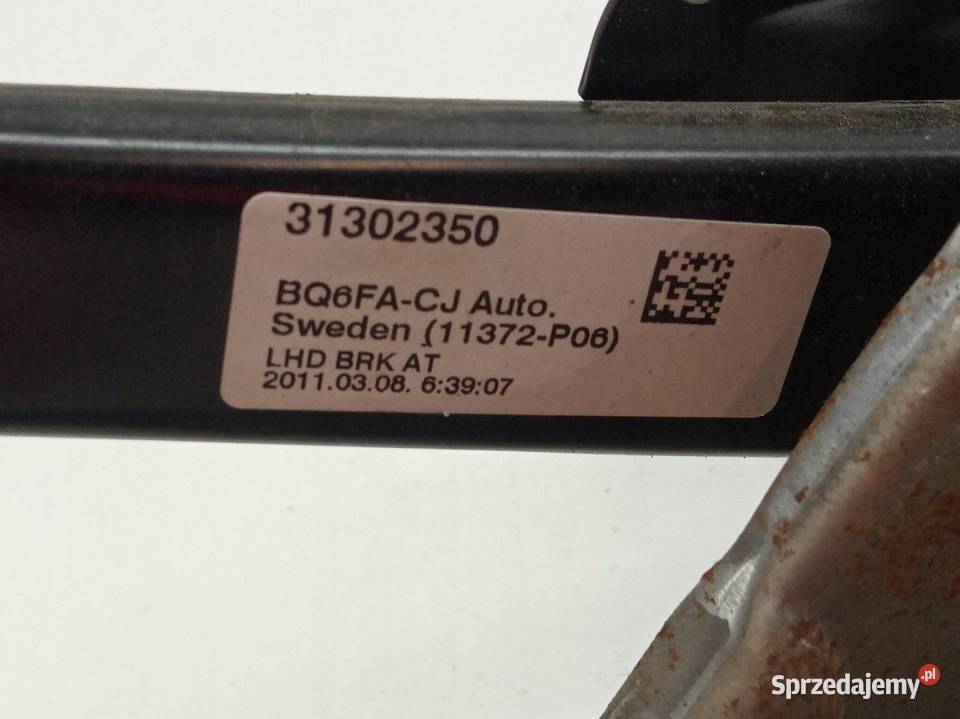 31302350
BQ6FA-CJ Auto.
Sweden (11372-P06)
LHD BRK AT
2011.03.08. 6:39:07
Sprzedajemy.pl